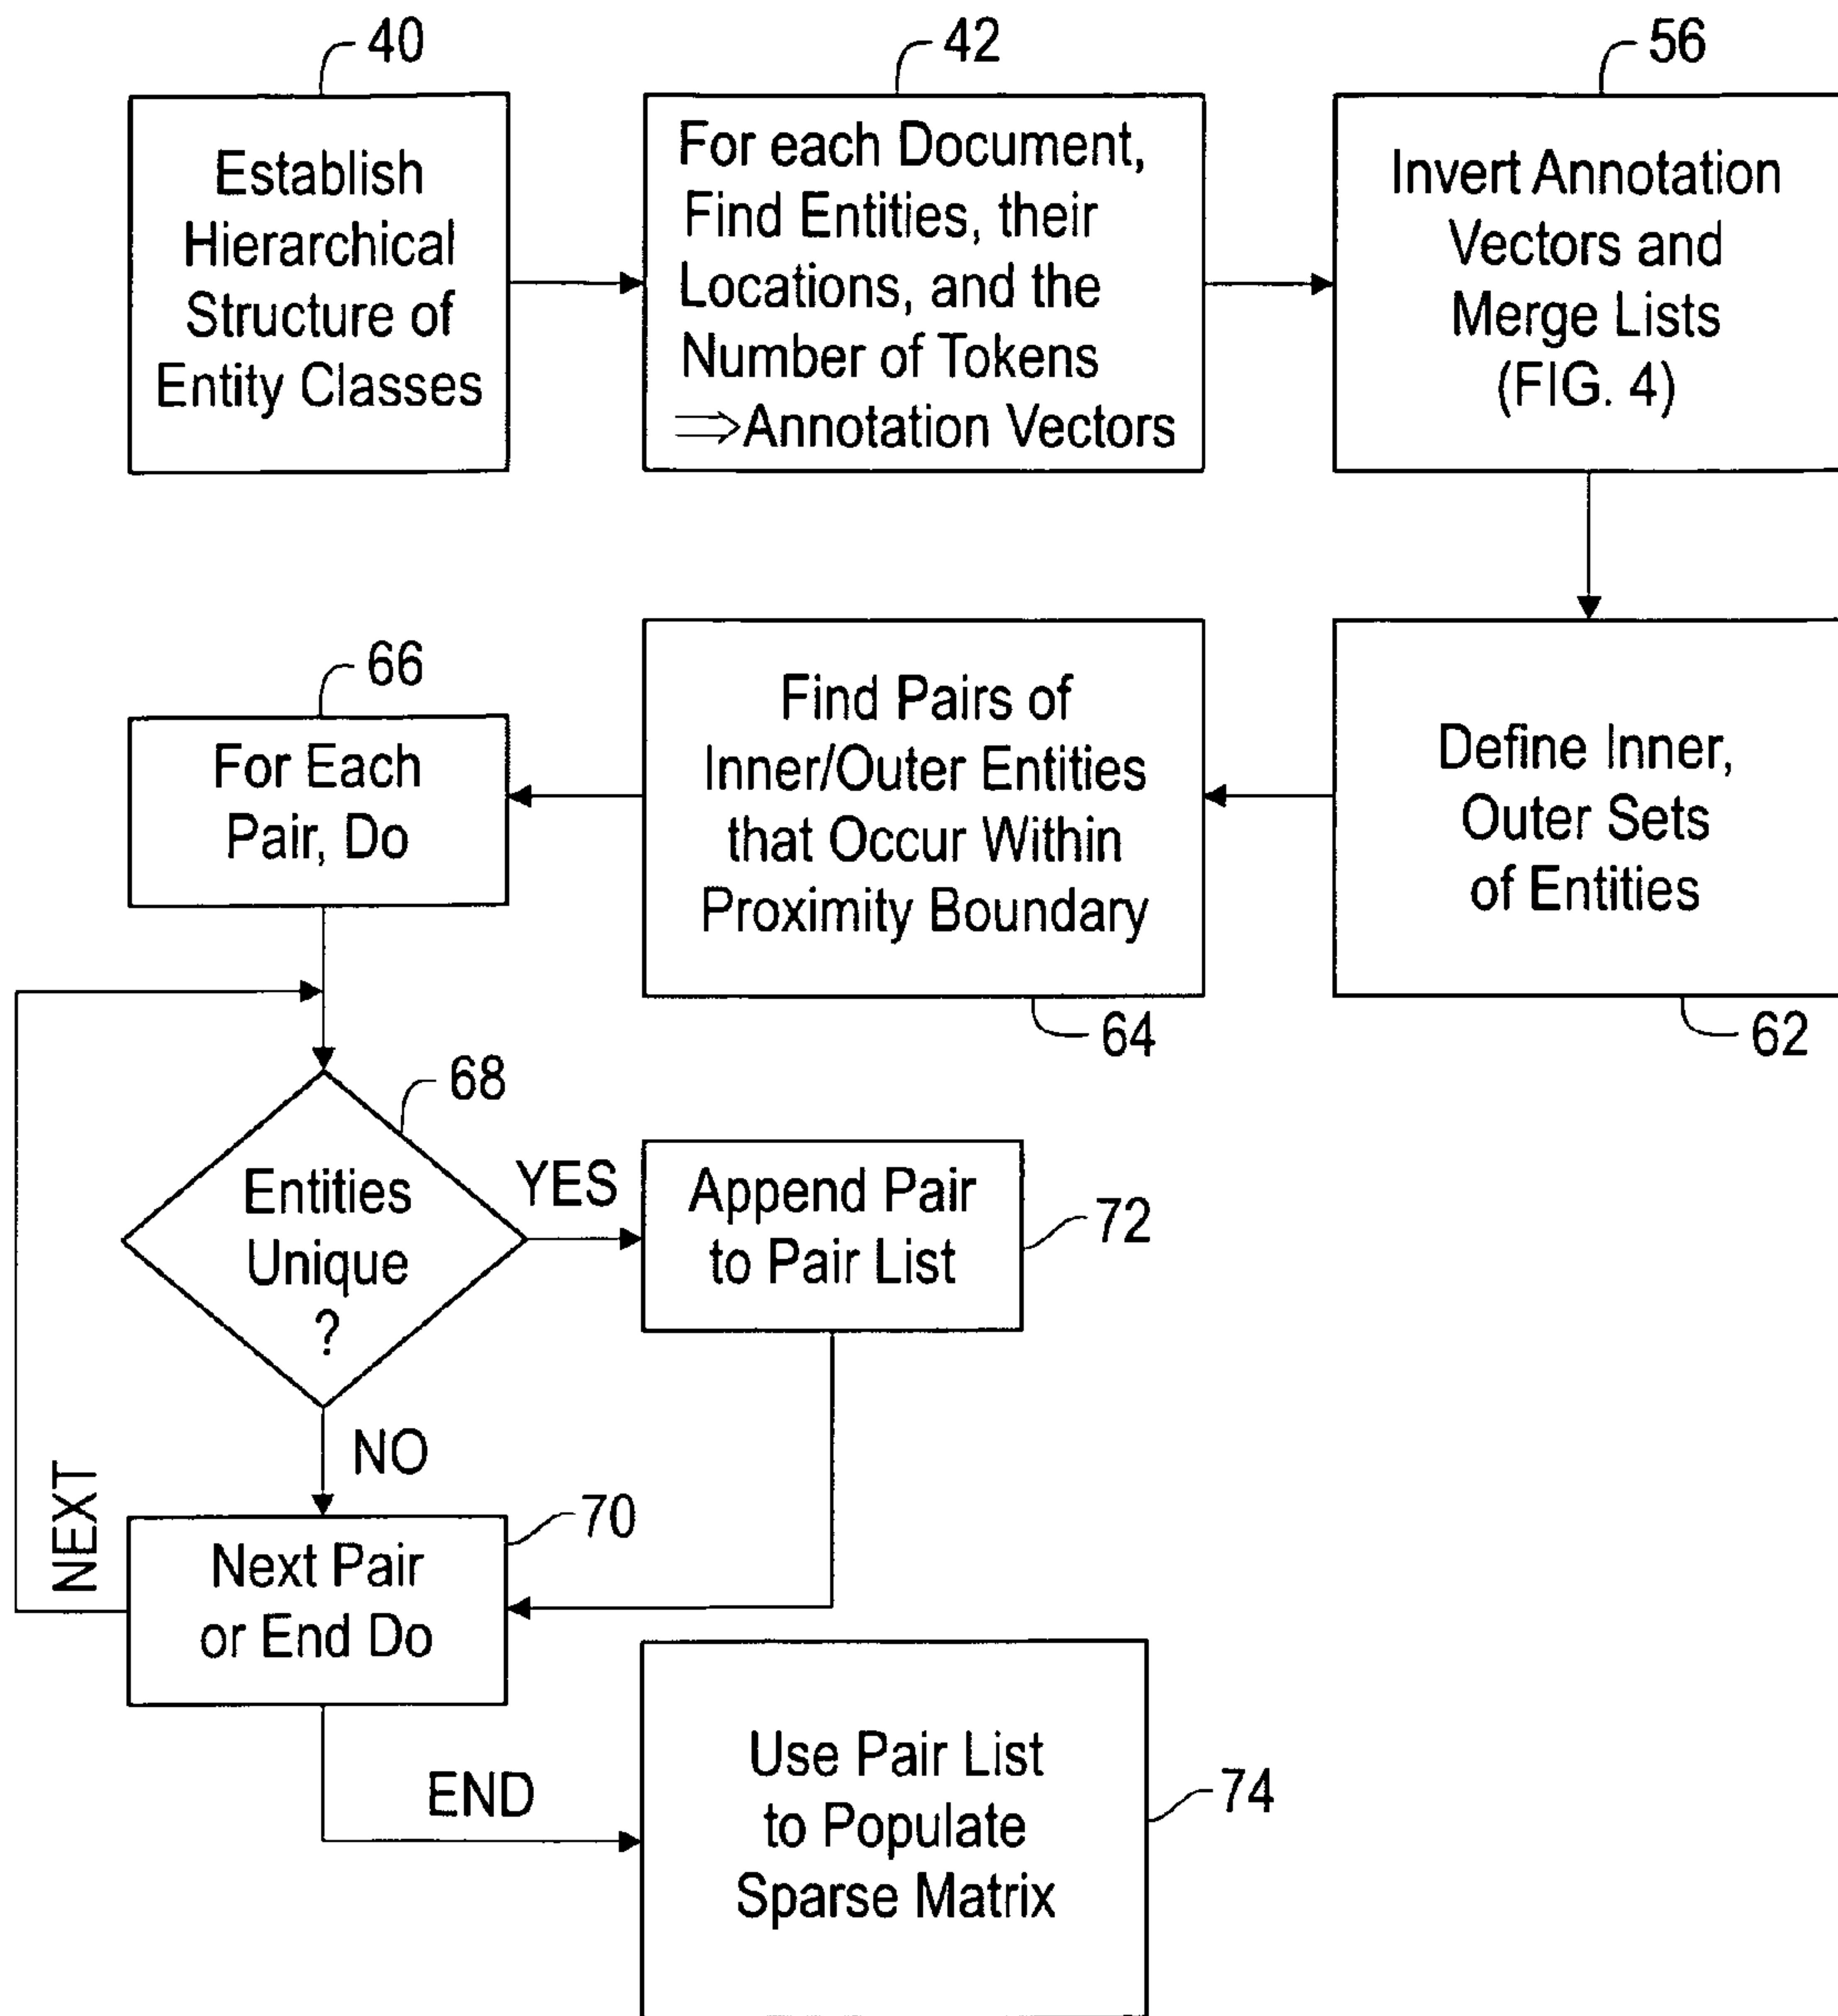 40
Establish
Hierarchical
Structure of
Entity Classes
42
For each Document,
Find Entities, their
Locations, and the
Number of Tokens
⇒Annotation Vectors
56
Invert Annotation
Vectors and
Merge Lists
(FIG. 4)
Define Inner,
Outer Sets
of Entities
62
Find Pairs of
Inner/Outer Entities
that Occur Within
Proximity Boundary
64
66
For Each
Pair, Do
68
Entities
Unique
?
YES
Append Pair
to Pair List
72
NO
NEXT
70
Next Pair
or End Do
END
Use Pair List
to Populate
Sparse Matrix
74